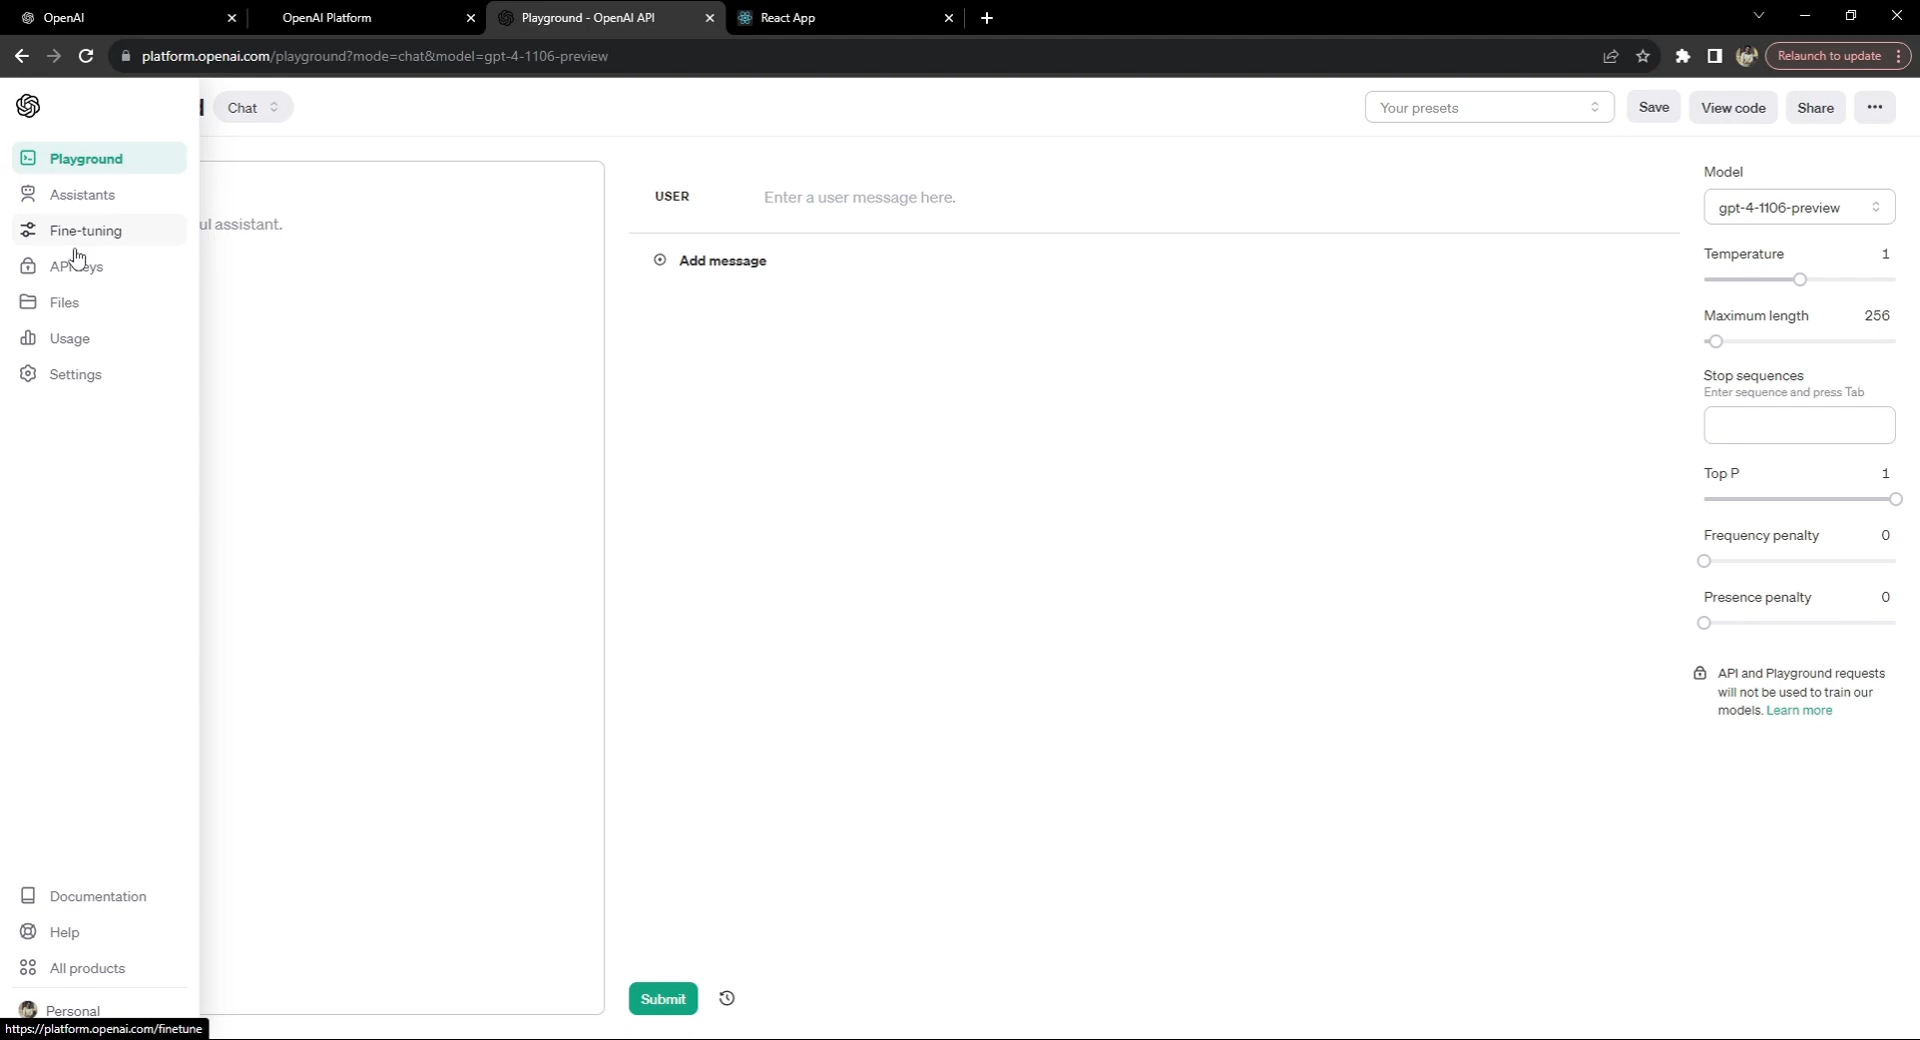 OpenAI
OpenAI Platform
Playground - OpenAI API
React App
platform.openai.com/playground?mode=chat&model=gpt-4-1106-preview
Relaunch to update
Chat
Your presets
Save
View code
Share
Playground
Assistants
Fine-tuning
Files
Usage
Settings
ul assistant.
USER
Enter a user message here.
Add message
Model
gpt-4-1106-preview
Temperature 1
Maximum length 256
Stop sequences
Enter sequence and press Tab
Top P 1
Frequency penalty 0
Presence penalty 0
API and Playground requests
will not be used to train our
models. Learn more
Documentation
Help
All products
Personal
Submit
https://platform.openai.com/finetune